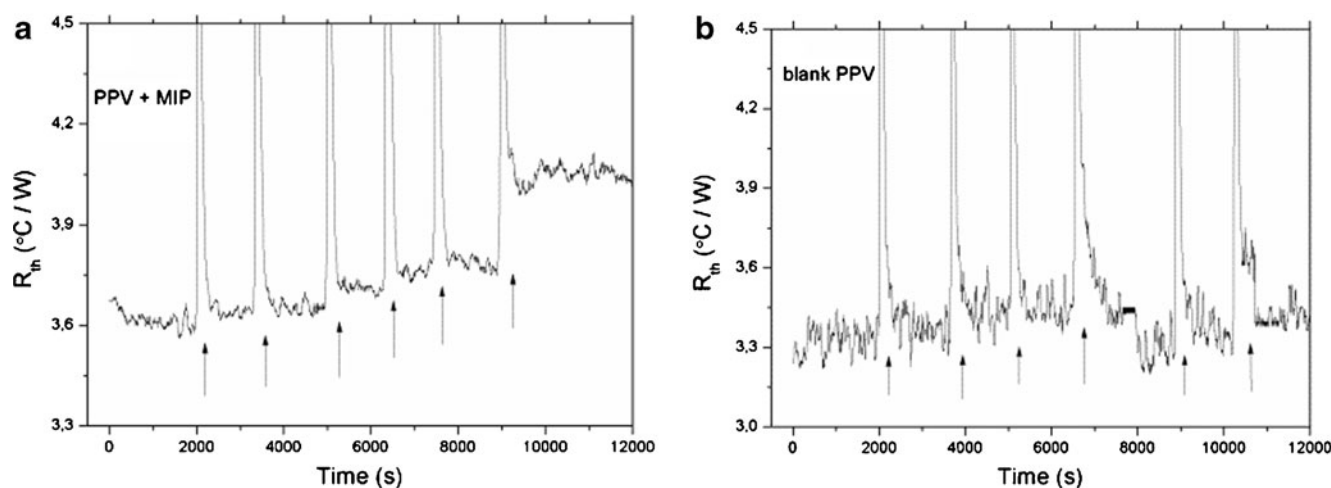 a
4,5
4,2
3,9
3,6
3,3
R_th (°C / W)
PPV + MIP
0 2000 4000 6000 8000 10000 12000
Time (s)
b
4,5
4,2
3,9
3,6
3,3
3,0
R_th (°C / W)
blank PPV
0 2000 4000 6000 8000 10000 12000
Time (s)